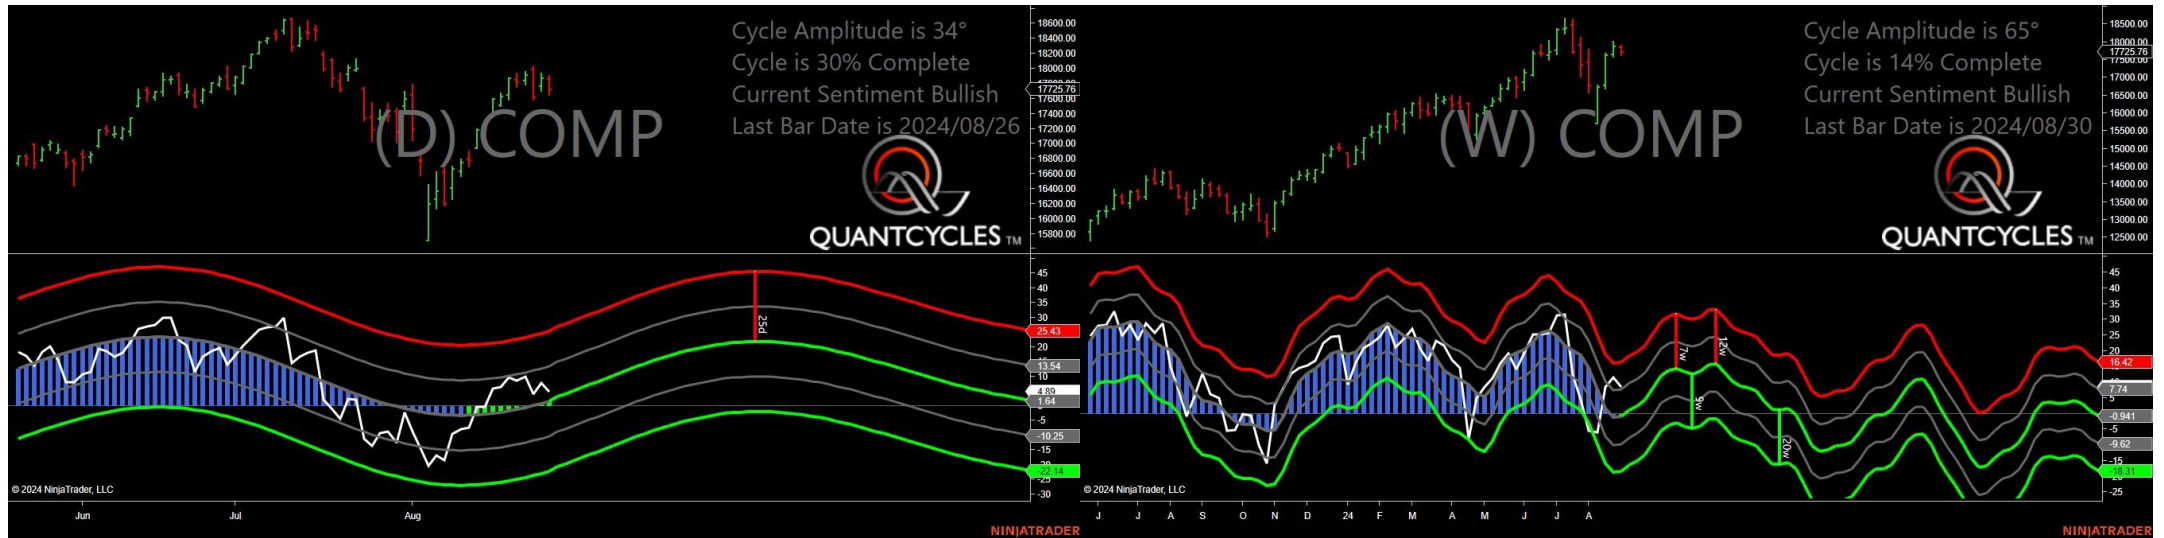 Cycle Amplitude is 34°
Cycle is 30% Complete
Current Sentiment Bullish
Last Bar Date is 2024/08/26
(D) COMP
QUANTCYCLES TM
18600.00
18400.00
18200.00
18000.00
17725.76
17600.00
17400.00
17200.00
17000.00
16800.00
16600.00
16400.00
16200.00
16000.00
15800.00
25d
45
40
35
30
25.43
20
13.54
10
4.89
1.64
-5
-10.25
-15
-22.14
-25
-30
© 2024 NinjaTrader, LLC
Jun Jul Aug
NINJATRADER
Cycle Amplitude is 65°
Cycle is 14% Complete
Current Sentiment Bullish
Last Bar Date is 2024/08/30
(W) COMP
QUANTCYCLES TM
18500.00
18000.00
17725.76
17500.00
17000.00
16500.00
16000.00
15500.00
15000.00
14500.00
14000.00
13500.00
13000.00
12500.00
7w
12w
9w
20w
45
40
35
30
25
20
16.42
7.74
5
-0.941
-5
-9.62
-15
-18.31
-25
© 2024 NinjaTrader, LLC
J J A S O N D 24 F M A M J J A
NINJATRADER